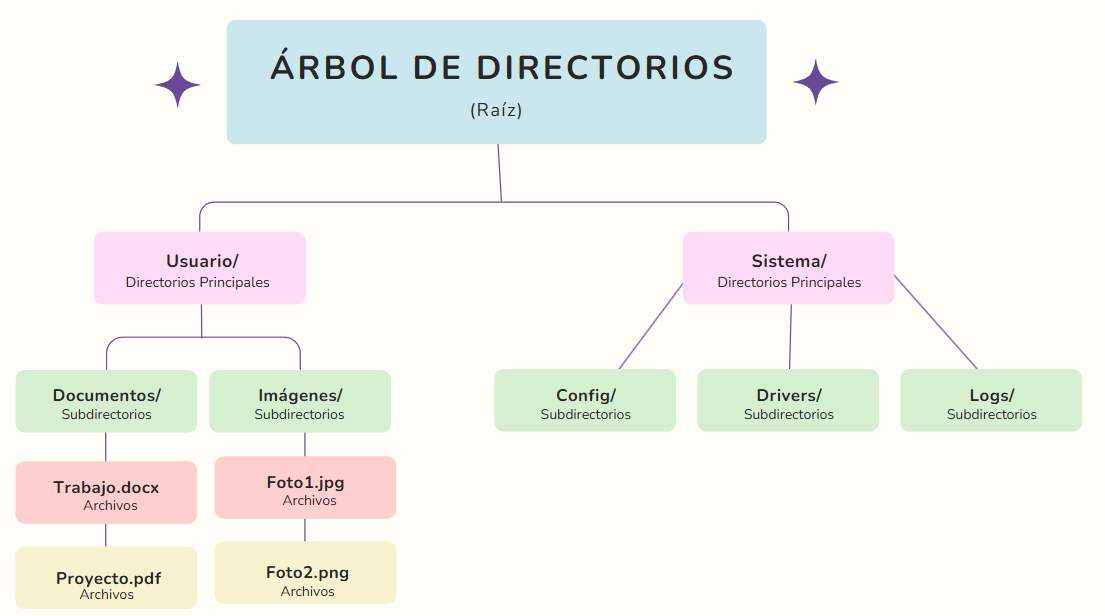 ÁRBOL DE DIRECTORIOS
(Raíz)
Usuario/
Directorios Principales
Sistema/
Directorios Principales
Documentos/
Subdirectorios
Imágenes/
Subdirectorios
Config/
Subdirectorios
Drivers/
Subdirectorios
Logs/
Subdirectorios
Trabajo.docx
Archivos
Foto1.jpg
Archivos
Proyecto.pdf
Archivos
Foto2.png
Archivos